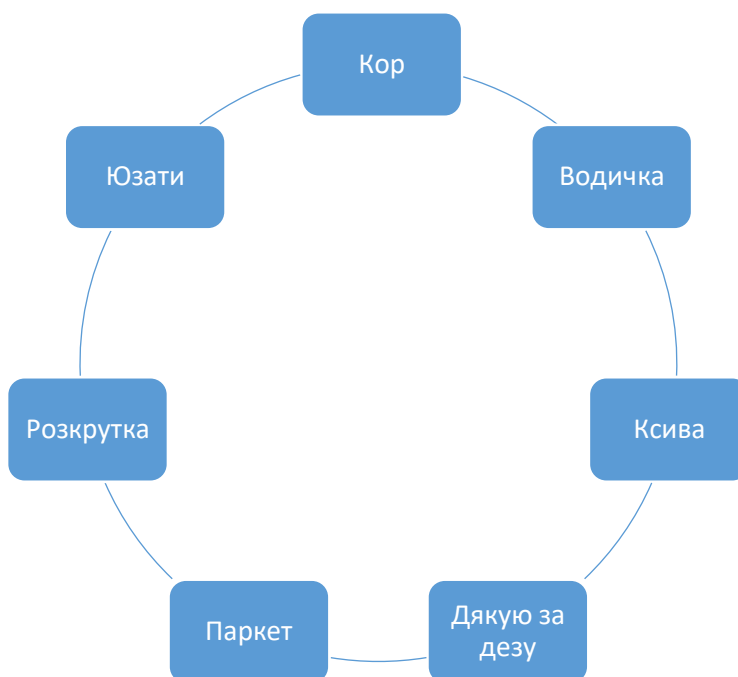 Кор
Водичка
Ксива
Дякую за
дезу
Паркет
Розкрутка
Юзати